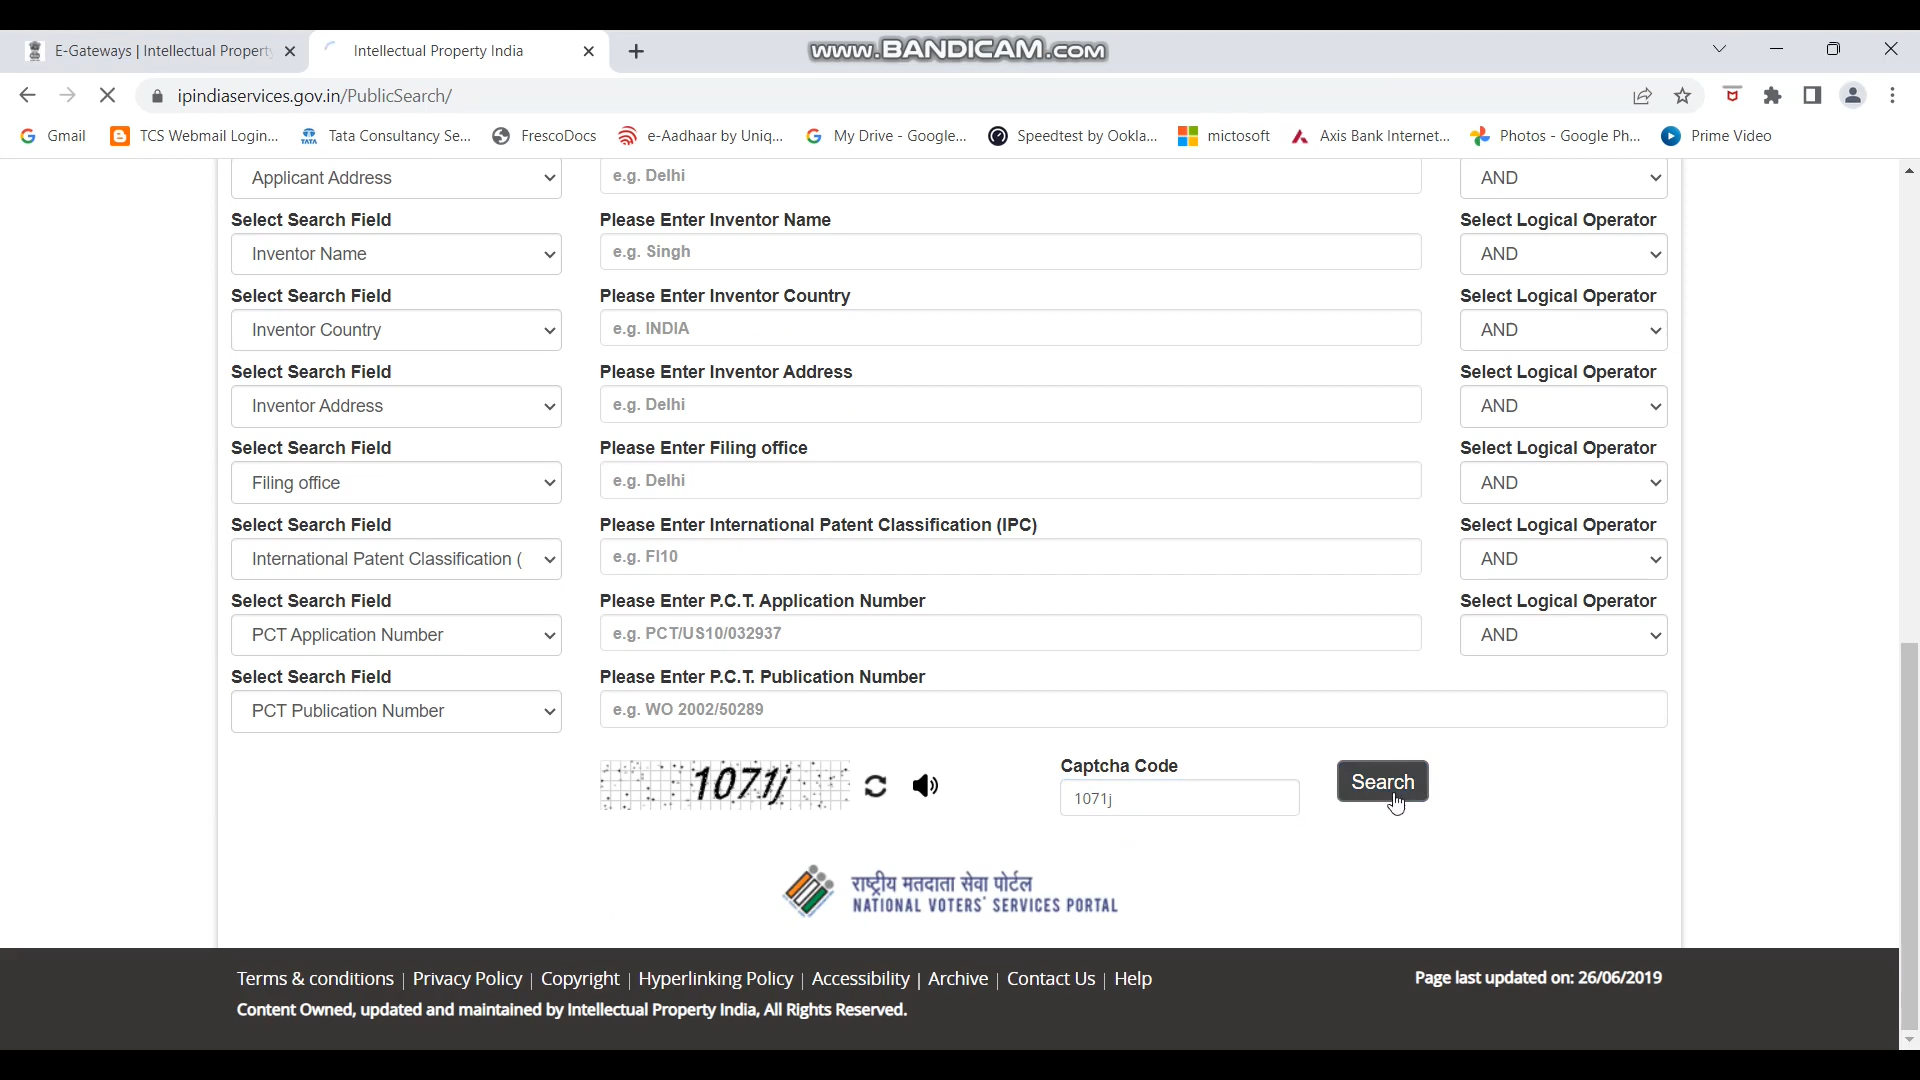 E-Gateways | Intellectual Property
Intellectual Property India
www.BANDICAM.com
ipindiaservices.gov.in/PublicSearch/
Gmail
TCS Webmail Login...
Tata Consultancy Se...
FrescoDocs
e-Aadhaar by Uniq...
My Drive - Google...
Speedtest by Ookla...
mictosoft
Axis Bank Internet...
Photos - Google Ph...
Prime Video
Applicant Address
e.g. Delhi
AND
Select Search Field
Please Enter Inventor Name
Select Logical Operator
Inventor Name
e.g. Singh
AND
Select Search Field
Please Enter Inventor Country
Select Logical Operator
Inventor Country
e.g. INDIA
AND
Select Search Field
Please Enter Inventor Address
Select Logical Operator
Inventor Address
e.g. Delhi
AND
Select Search Field
Please Enter Filing office
Select Logical Operator
Filing office
e.g. Delhi
AND
Select Search Field
Please Enter International Patent Classification (IPC)
Select Logical Operator
International Patent Classification (
e.g. FI10
AND
Select Search Field
Please Enter P.C.T. Application Number
Select Logical Operator
PCT Application Number
e.g. PCT/US10/032937
AND
Select Search Field
Please Enter P.C.T. Publication Number
PCT Publication Number
e.g. WO 2002/50289
1071j
Captcha Code
1071j
Search
राष्ट्रीय मतदाता सेवा पोर्टल
NATIONAL VOTERS' SERVICES PORTAL
Terms & conditions | Privacy Policy | Copyright | Hyperlinking Policy | Accessibility | Archive | Contact Us | Help
Page last updated on: 26/06/2019
Content Owned, updated and maintained by Intellectual Property India, All Rights Reserved.